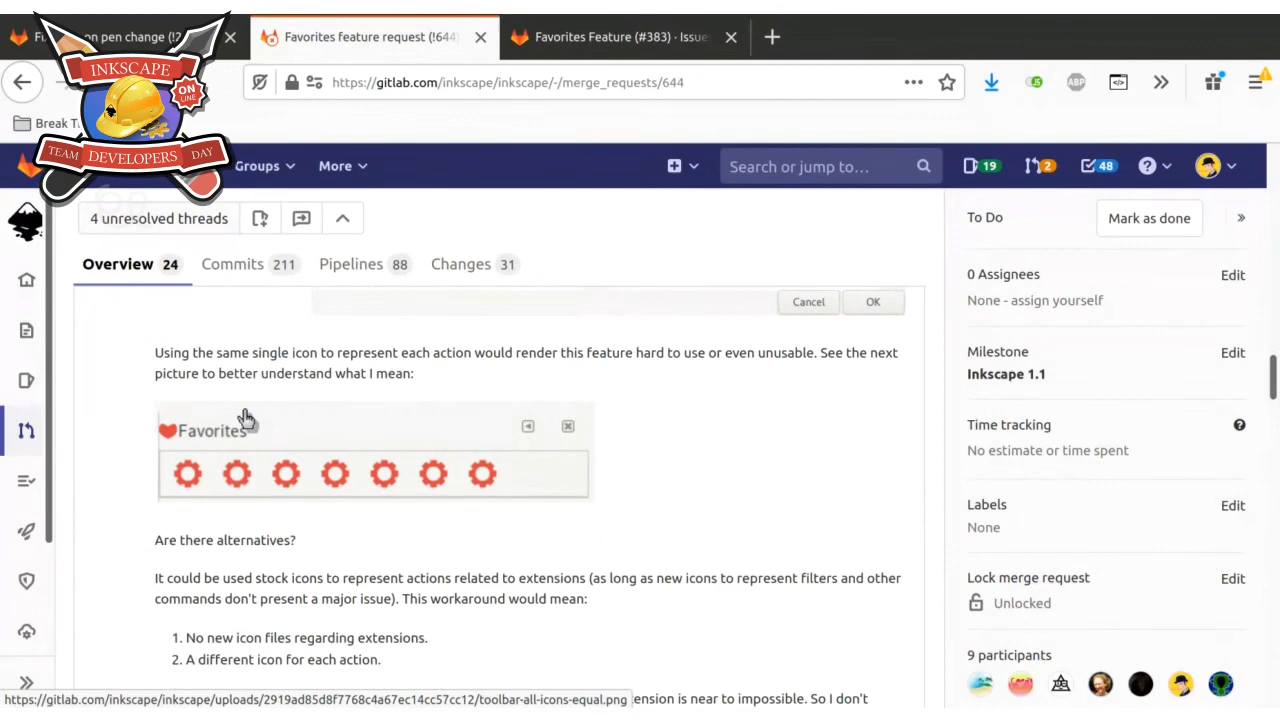 Fi on pen change (!2
Favorites feature request (!644)
Favorites Feature (#383) · Issue
INKSCAPE
ON
LINE
TEAM DEVELOPERS DAY
https://gitlab.com/inkscape/inkscape/-/merge_requests/644
ABP
Break Ti
Groups
More
Search or jump to...
19
2
48
4 unresolved threads
To Do
Mark as done
Overview 24
Commits 211
Pipelines 88
Changes 31
0 Assignees
Edit
None - assign yourself
Cancel
OK
Using the same single icon to represent each action would render this feature hard to use or even unusable. See the next
picture to better understand what I mean:
Milestone
Edit
Inkscape 1.1
Favorites
Time tracking
No estimate or time spent
Labels
Edit
None
Are there alternatives?
It could be used stock icons to represent actions related to extensions (as long as new icons to represent filters and other
commands don't present a major issue). This workaround would mean:
Lock merge request
Edit
Unlocked
1. No new icon files regarding extensions.
2. A different icon for each action.
9 participants
https://gitlab.com/inkscape/inkscape/uploads/2919ad85d8f7768c4a67ec14cc57cc12/toolbar-all-icons-equal.png
ension is near to impossible. So I don't